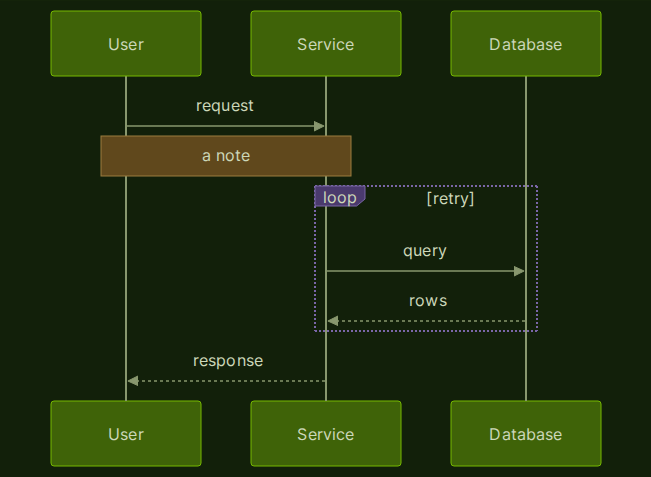 User
Service
Database
request
a note
loop
[retry]
query
rows
response
User
Service
Database